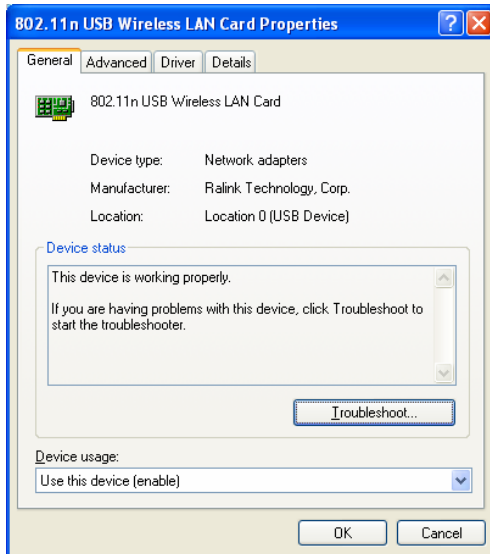 802.11n USB Wireless LAN Card Properties
General Advanced Driver Details
802.11n USB Wireless LAN Card
Device type: Network adapters
Manufacturer: Ralink Technology, Corp.
Location: Location 0 (USB Device)
Device status
This device is working properly.
If you are having problems with this device, click Troubleshoot to
start the troubleshooter.
Troubleshoot...
Device usage:
Use this device (enable)
OK Cancel